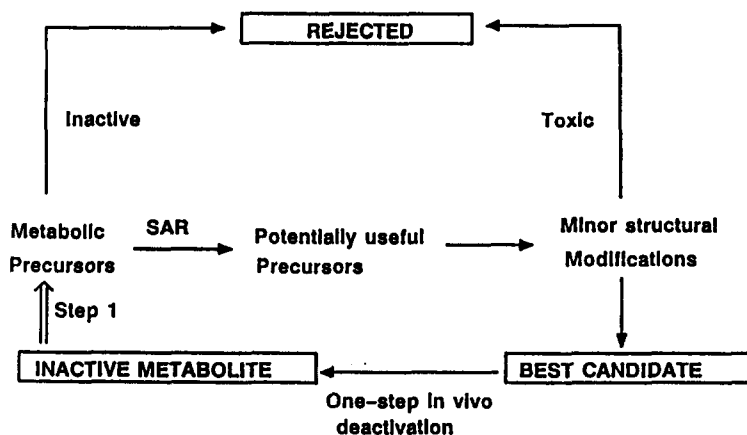 REJECTED
Inactive
Toxic
Metabolic
Precursors
SAR
Potentially useful
Precursors
Minor structural
Modifications
Step 1
INACTIVE METABOLITE
BEST CANDIDATE
One-step in vivo
deactivation